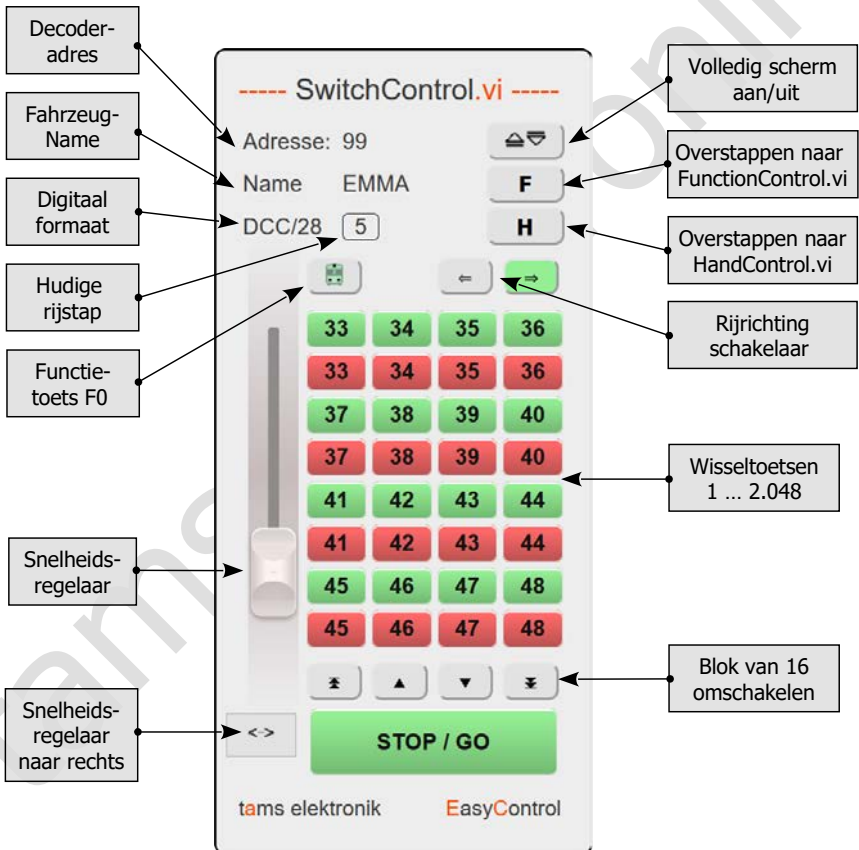 Decoder-
adres
Fahrzeug-
Name
Digitaal
formaat
Hudige
rijstap
Functie-
toets F0
Snelheids-
regelaar
Snelheids-
regelaar
naar rechts
----- SwitchControl.vi -----
Adresse: 99
Name EMMA F
DCC/28 5 H
⇐ ⇒
33 34 35 36
33 34 35 36
37 38 39 40
37 38 39 40
41 42 43 44
41 42 43 44
45 46 47 48
45 46 47 48
<-> STOP / GO
tams elektronik EasyControl
Volledig scherm
aan/uit
Overstappen naar
FunctionControl.vi
Overstappen naar
HandControl.vi
Rijrichting
schakelaar
Wisseltoetsen
1 ... 2.048
Blok van 16
omschakelen